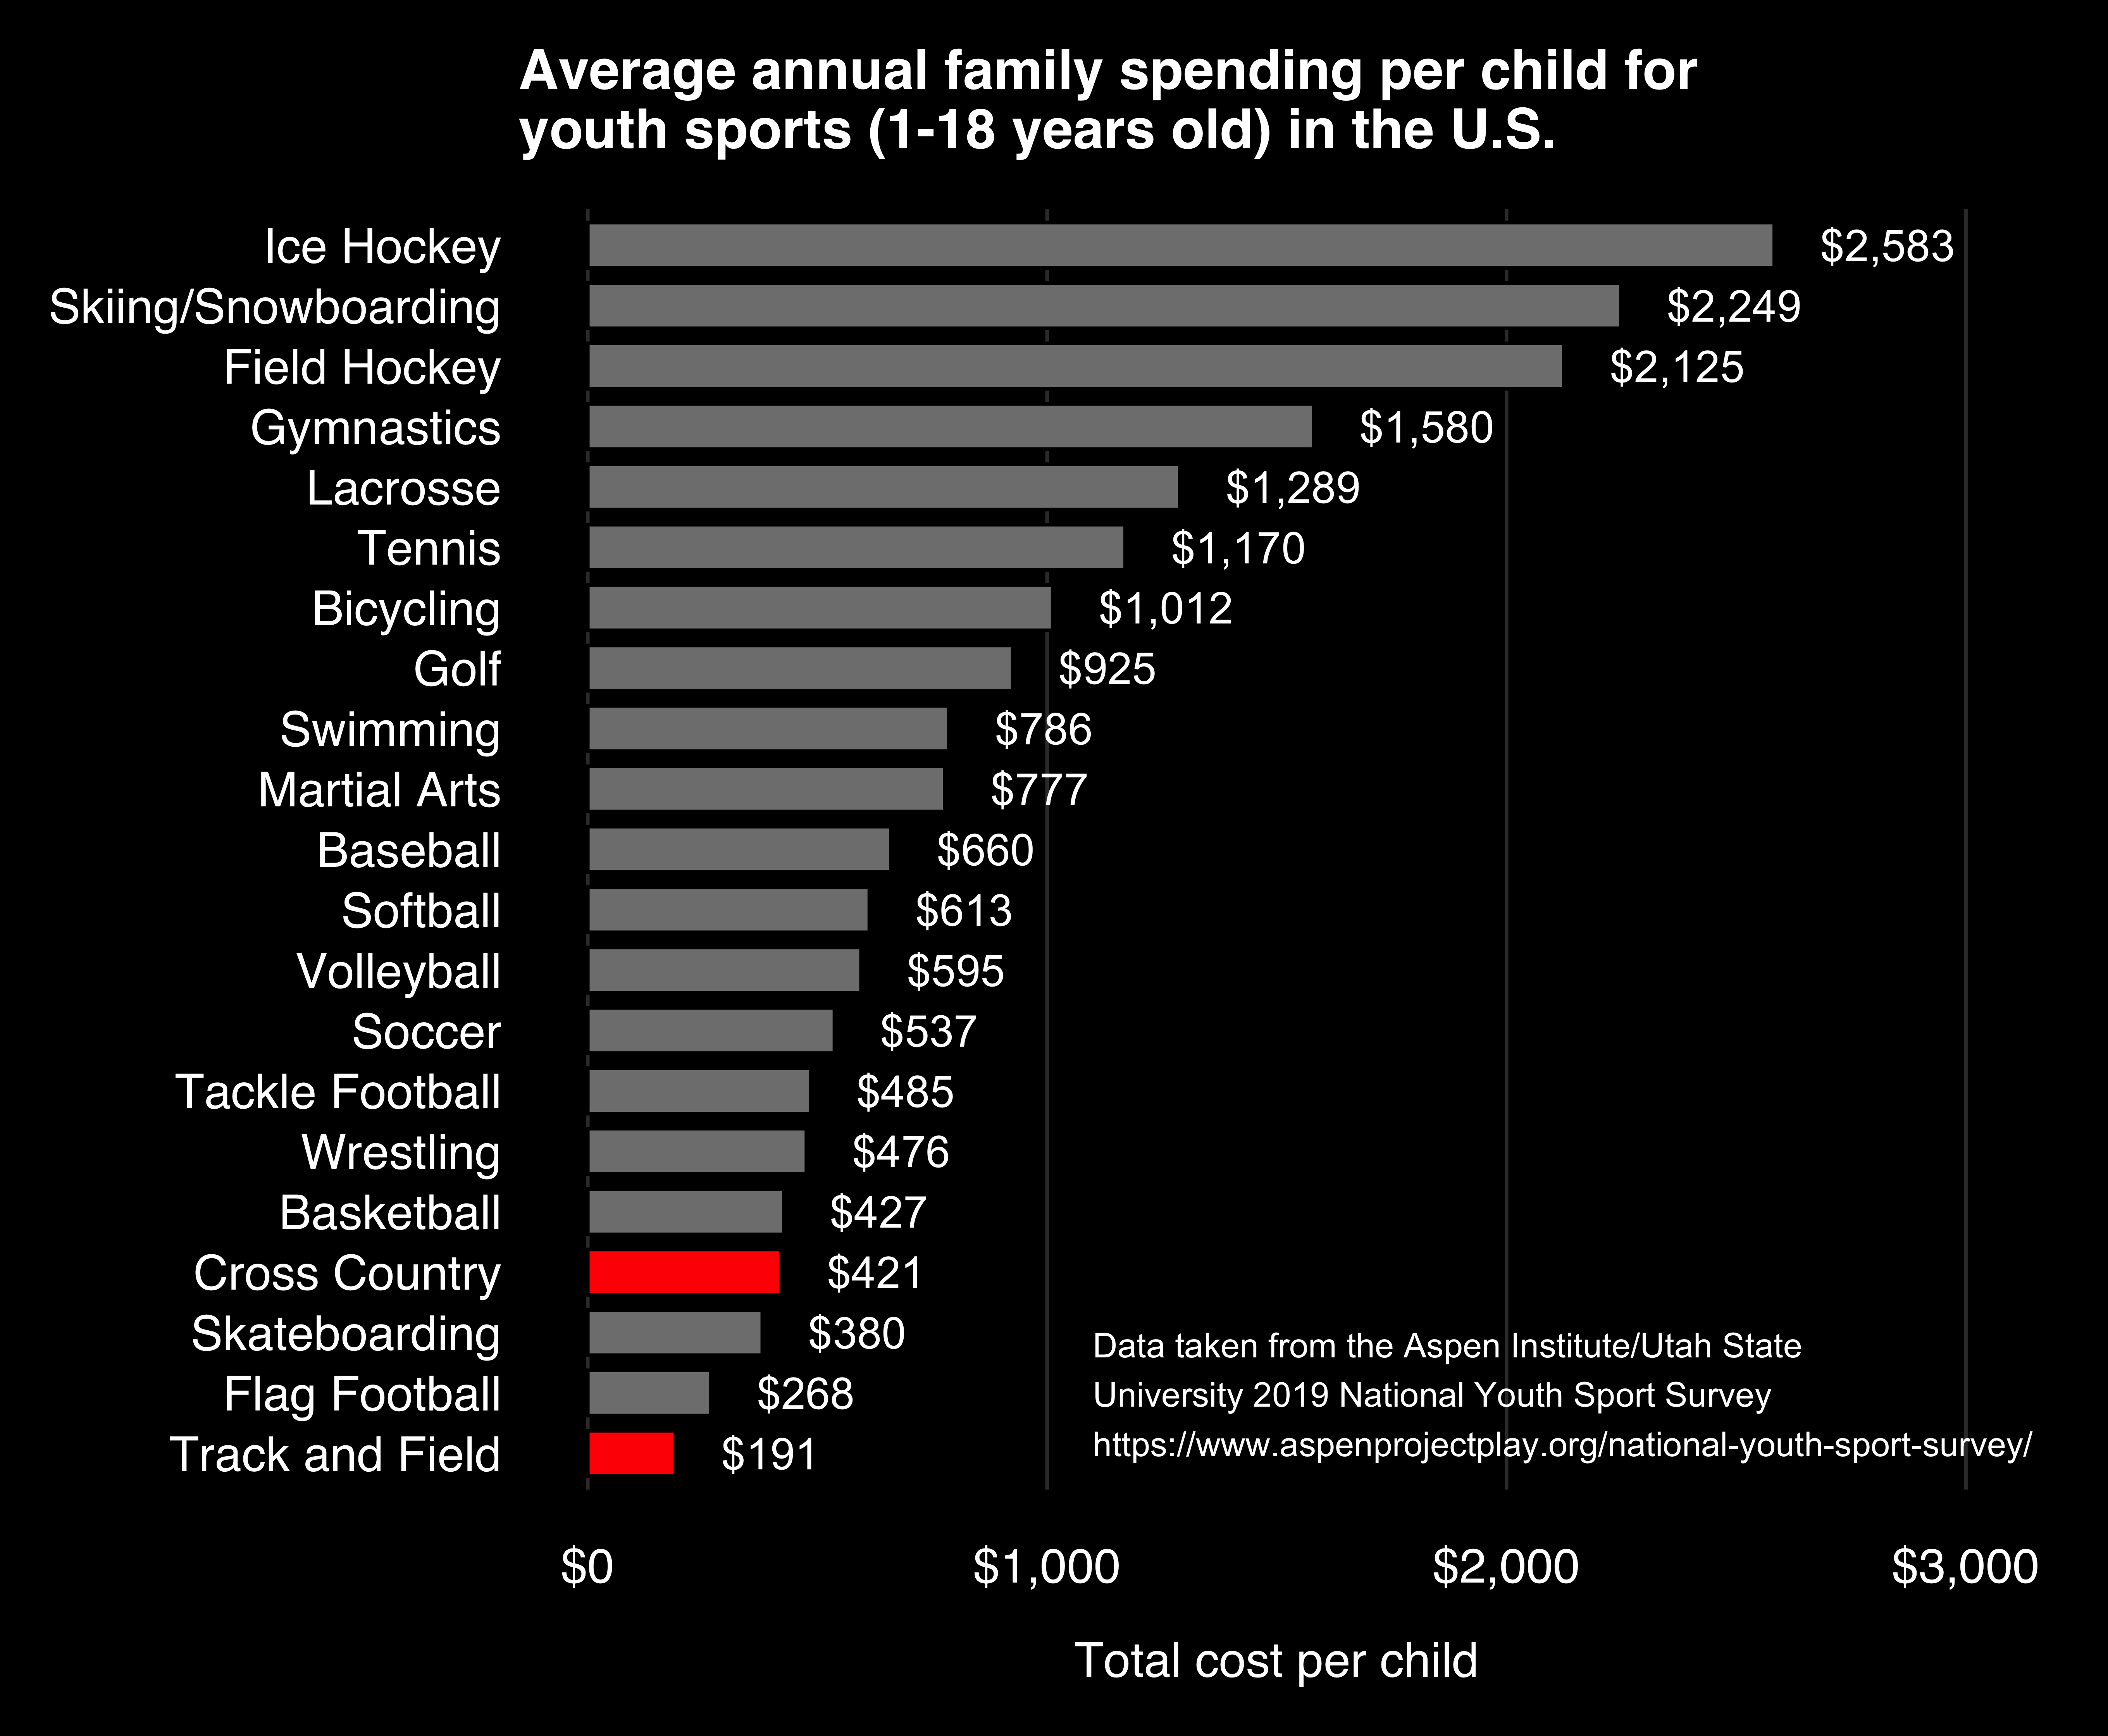 Average annual family spending per child for
youth sports (1-18 years old) in the U.S.
Ice Hockey $2,583
Skiing/Snowboarding $2,249
Field Hockey $2,125
Gymnastics $1,580
Lacrosse $1,289
Tennis $1,170
Bicycling $1,012
Golf $925
Swimming $786
Martial Arts $777
Baseball $660
Softball $613
Volleyball $595
Soccer $537
Tackle Football $485
Wrestling $476
Basketball $427
Cross Country $421
Skateboarding $380
Flag Football $268
Track and Field $191
Data taken from the Aspen Institute/Utah State
University 2019 National Youth Sport Survey
https://www.aspenprojectplay.org/national-youth-sport-survey/
$0 $1,000 $2,000 $3,000
Total cost per child